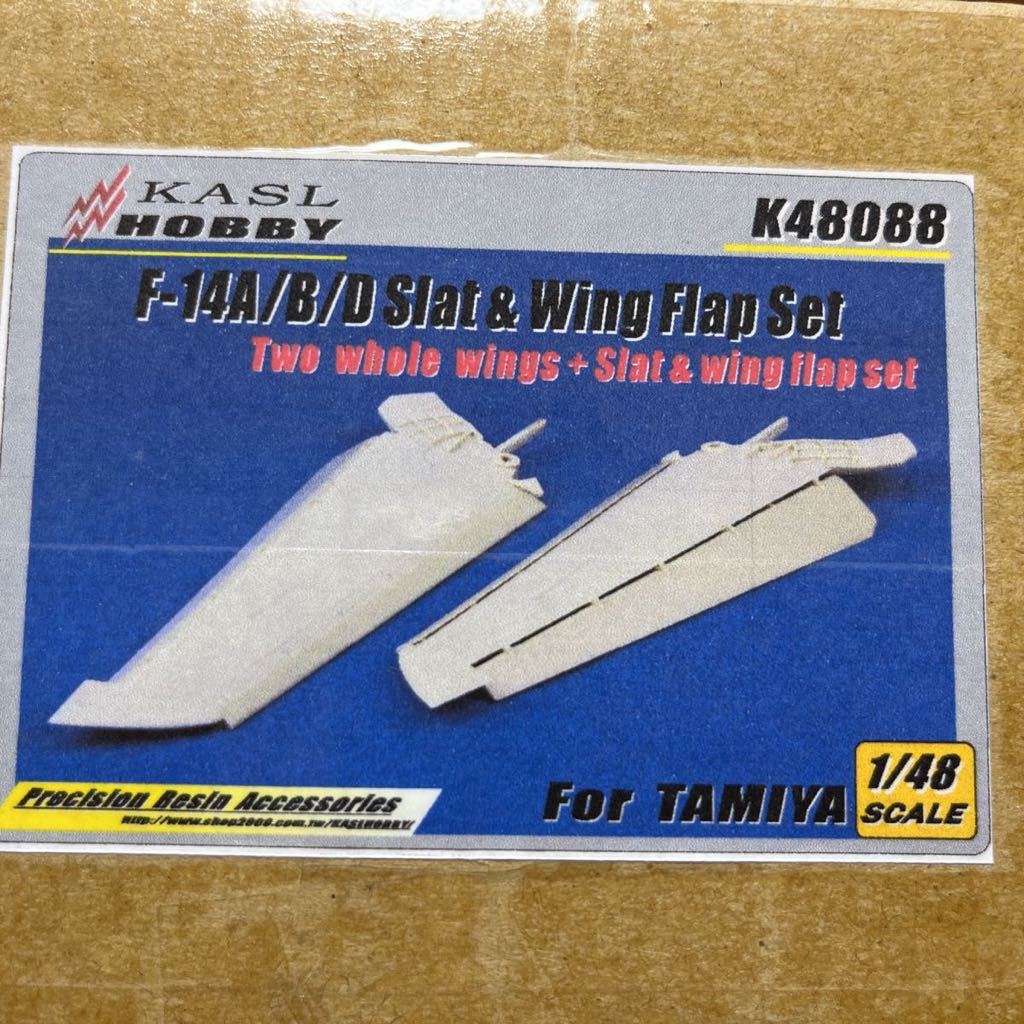 KASL
HOBBY
K48088
F-14A/B/D Slat & Wing Flap Set
Two whole wings + Slat & wing flap set
Precision Resin Accessories
http://www.shop2000.com.tw/KASLHOBBY/
For TAMIYA
1/48
SCALE